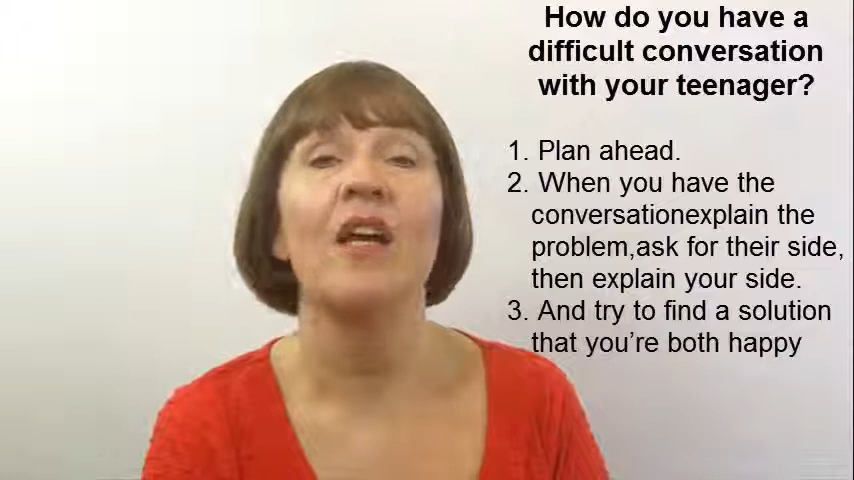 How do you have a
difficult conversation
with your teenager?
1. Plan ahead.
2. When you have the
conversationexplain the
problem,ask for their side,
then explain your side.
3. And try to find a solution
that you're both happy